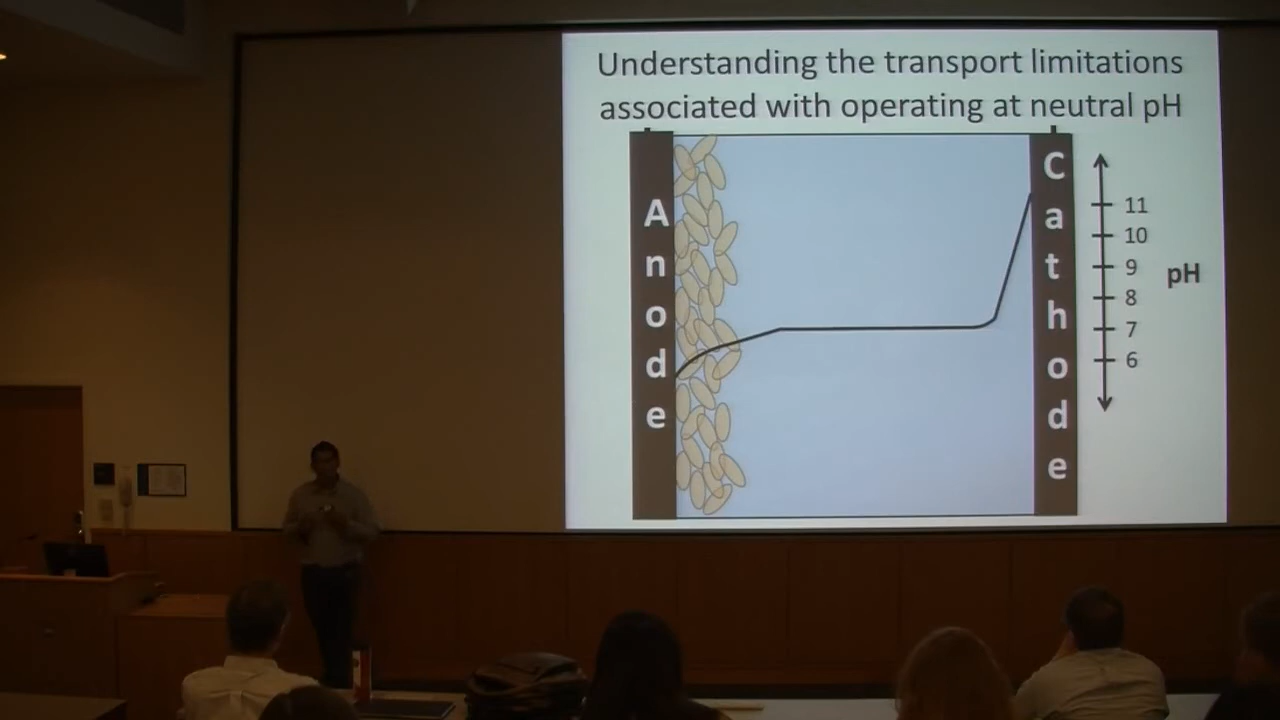 Understanding the transport limitations
associated with operating at neutral pH
Anode
Cathode
11
10
9
8
7
6
pH